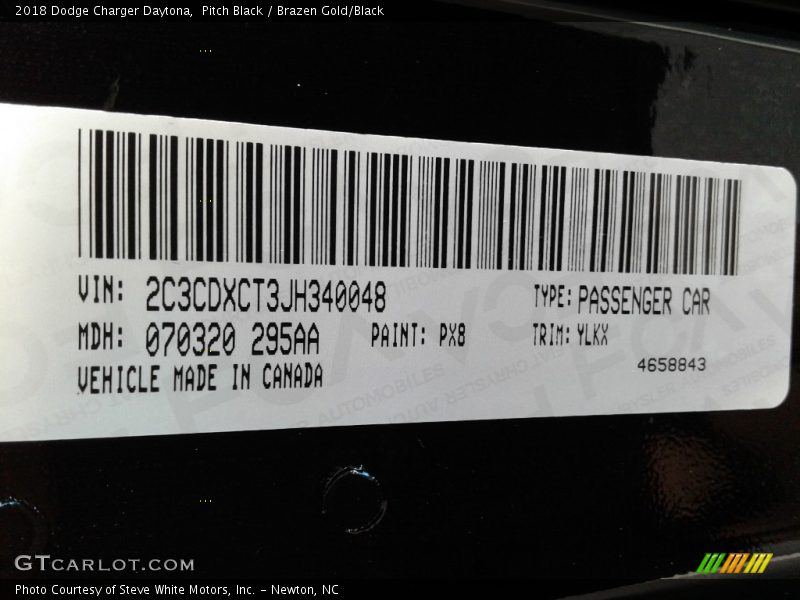 2018 Dodge Charger Daytona, Pitch Black / Brazen Gold/Black
VIN: 2C3CDXCT3JH340048 TYPE: PASSENGER CAR
MDH: 070320 295AA PAINT: PX8 TRIM: YLKX
VEHICLE MADE IN CANADA 4658843
AUTOMOBILES
GTCARLOT.COM
Photo Courtesy of Steve White Motors, Inc. – Newton, NC